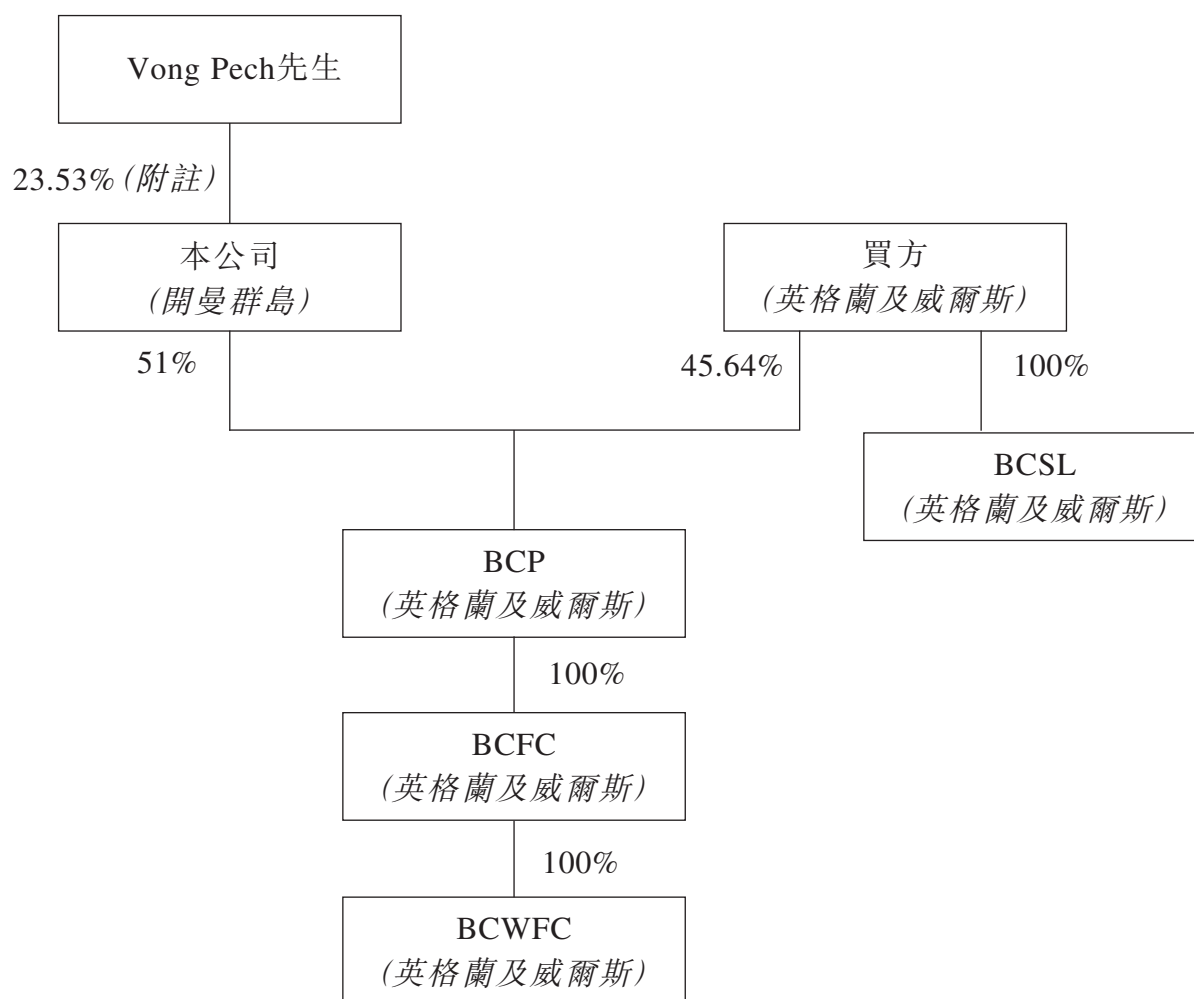 Vong Pech先生
23.53% (附註)
本公司
(開曼群島)
買方
(英格蘭及威爾斯)
51%
45.64%
100%
BCSL
(英格蘭及威爾斯)
BCP
(英格蘭及威爾斯)
100%
BCFC
(英格蘭及威爾斯)
100%
BCWFC
(英格蘭及威爾斯)